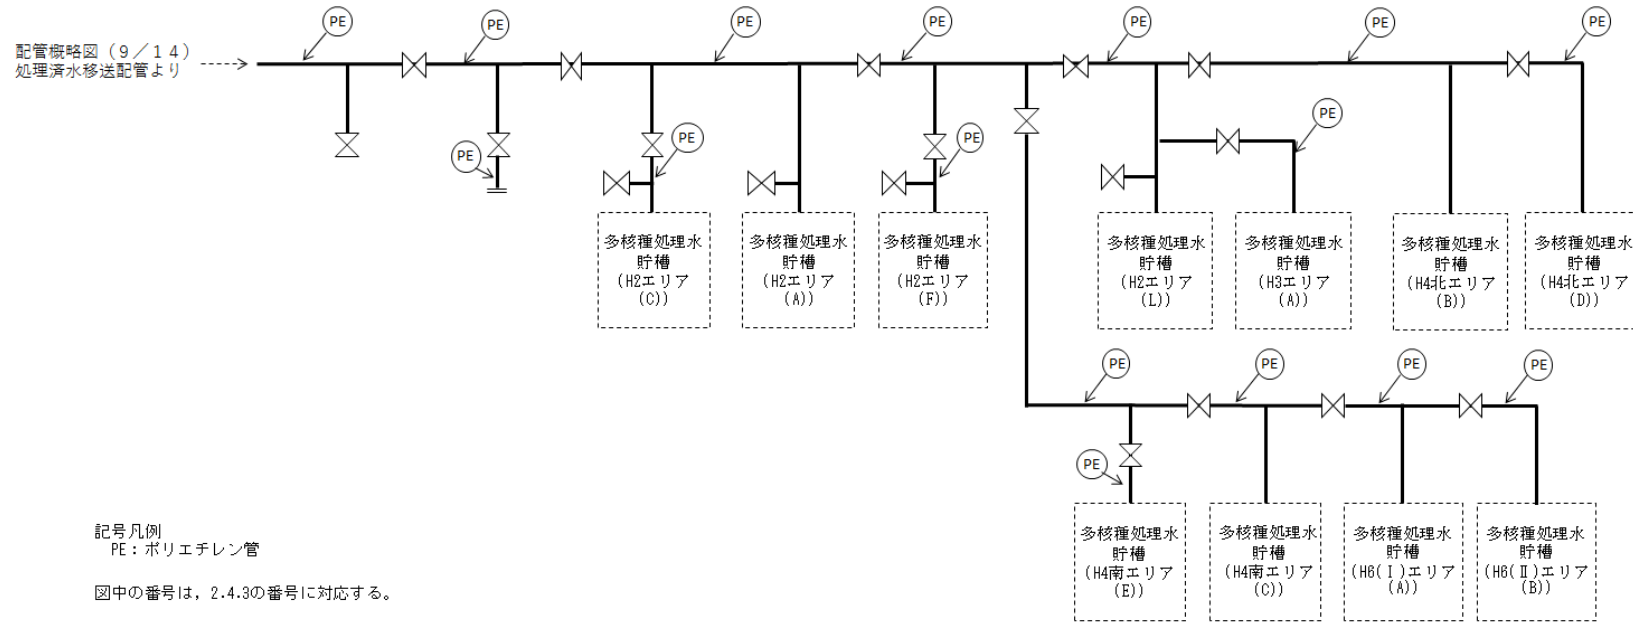 PE
PE
PE
PE
PE
PE
PE
配管概略図（9／14）
処理済水移送配管より
PE
PE
PE
PE
多核種処理水
貯槽
(H2エリア
(C))
多核種処理水
貯槽
(H2エリア
(A))
多核種処理水
貯槽
(H2エリア
(F))
多核種処理水
貯槽
(H2エリア
(L))
多核種処理水
貯槽
(H3エリア
(A))
多核種処理水
貯槽
(H4北エリア
(B))
多核種処理水
貯槽
(H4北エリア
(D))
PE
PE
PE
PE
PE
多核種処理水
貯槽
(H4南エリア
(E))
多核種処理水
貯槽
(H4南エリア
(C))
多核種処理水
貯槽
(H6(Ⅰ)エリア
(A))
多核種処理水
貯槽
(H6(Ⅱ)エリア
(B))
記号凡例
PE：ポリエチレン管
図中の番号は，2.4.3の番号に対応する。